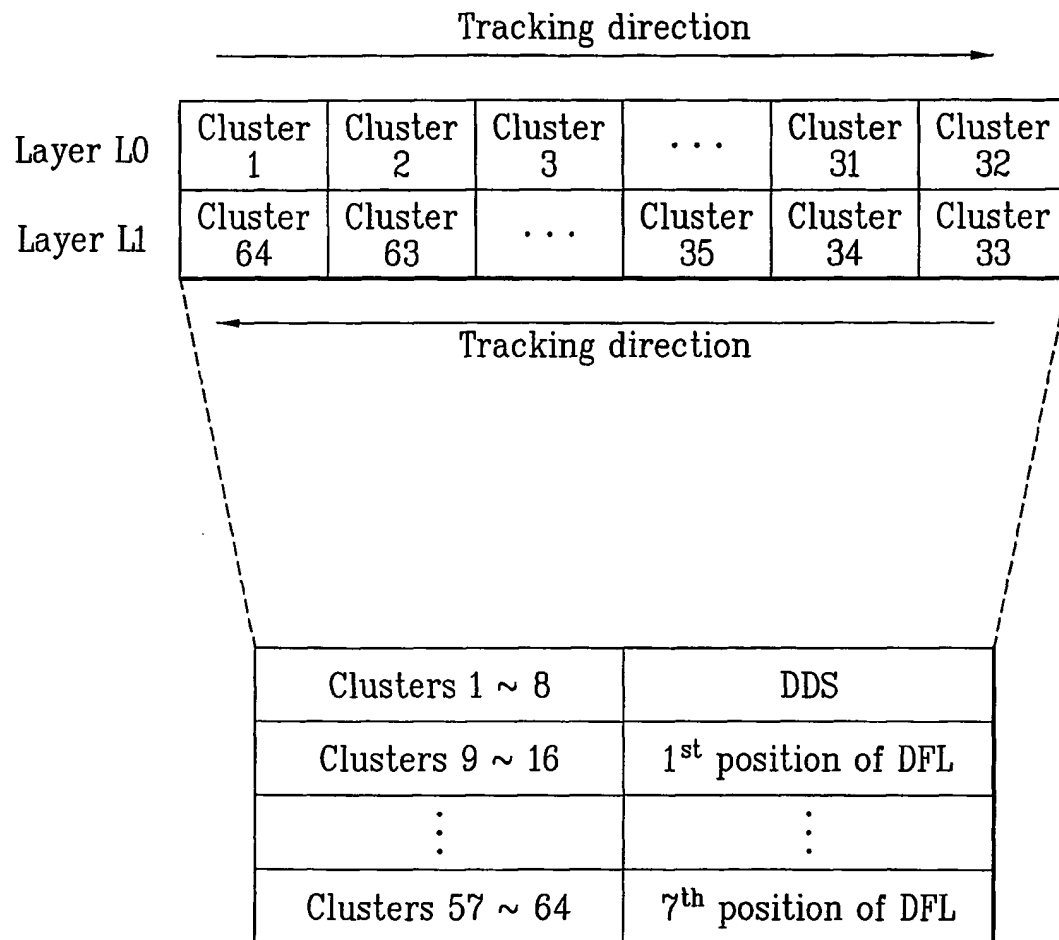 Tracking direction
Layer L0 Cluster 1 Cluster 2 Cluster 3 ... Cluster 31 Cluster 32
Layer L1 Cluster 64 Cluster 63 ... Cluster 35 Cluster 34 Cluster 33
Tracking direction
Clusters 1 ~ 8 DDS
Clusters 9 ~ 16 1st position of DFL
⋮ ⋮
Clusters 57 ~ 64 7th position of DFL